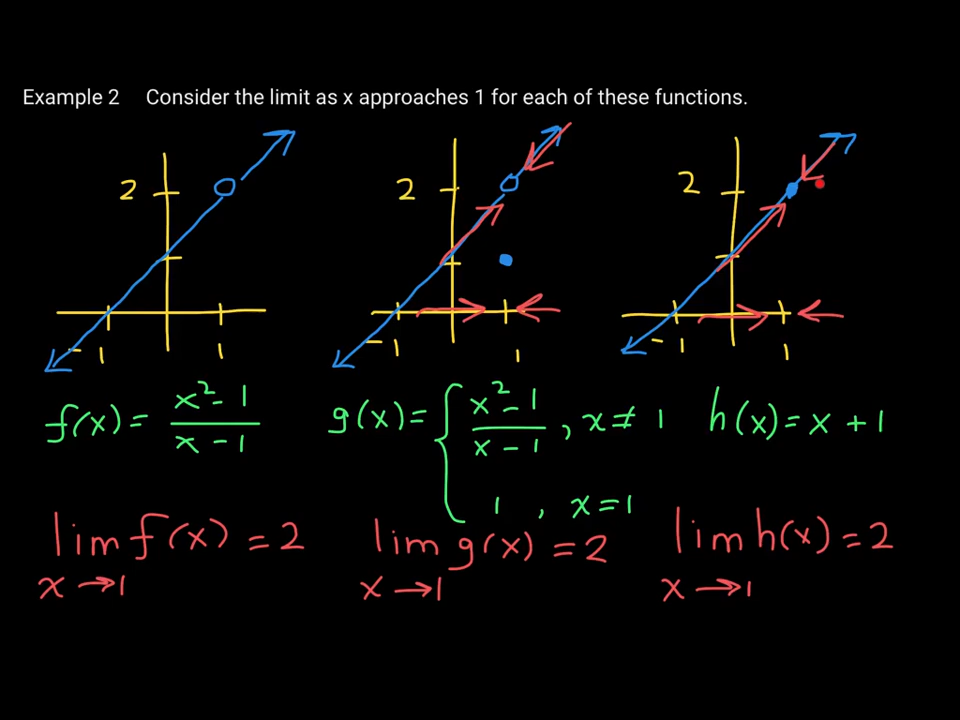 Example 2 Consider the limit as x approaches 1 for each of these functions.
2 2 2
-1 1 -1 1 -1 1
f(x) = x²-1 / x-1
g(x) = { x²-1 / x-1 , x ≠ 1
1 , x=1
h(x) = x + 1
lim f(x) = 2
x→1
lim g(x) = 2
x→1
lim h(x) = 2
x→1